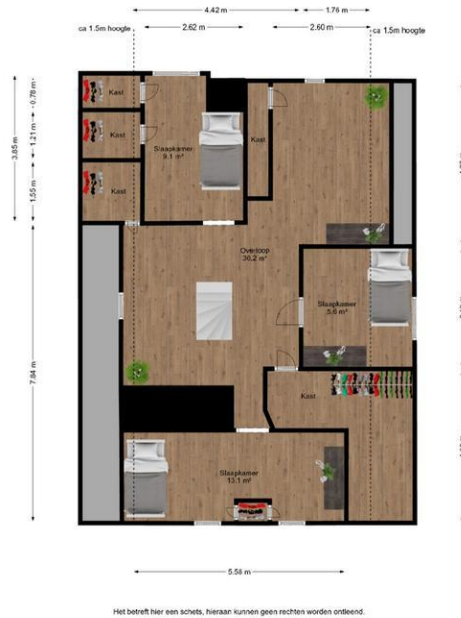 4.42 m
1.76 m
ca 1.5m hoogte
2.62 m
2.60 m
ca 1.5m hoogte
0.78 m
Kast
Kast
1.21 m
3.85 m
Kast
Slaapkamer
9.1 m²
1.55 m
Kast
Overloop
30.2 m²
Slaapkamer
5.6 m²
7.84 m
Kast
Slaapkamer
13.1 m²
5.58 m
Het betreft hier een schets, hieraan kunnen geen rechten worden ontleend.